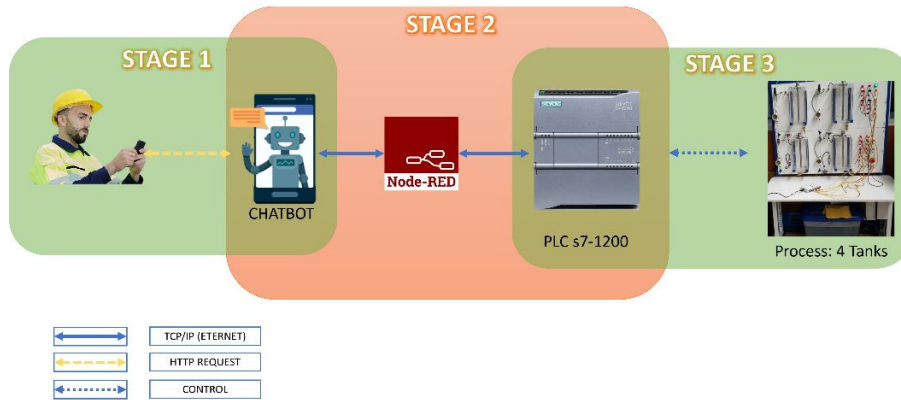 STAGE 2
STAGE 1
STAGE 3
SIEMENS
Node-RED
CHATBOT
PLC s7-1200
Process: 4 Tanks
TCP/IP (ETERNET)
HTTP REQUEST
CONTROL